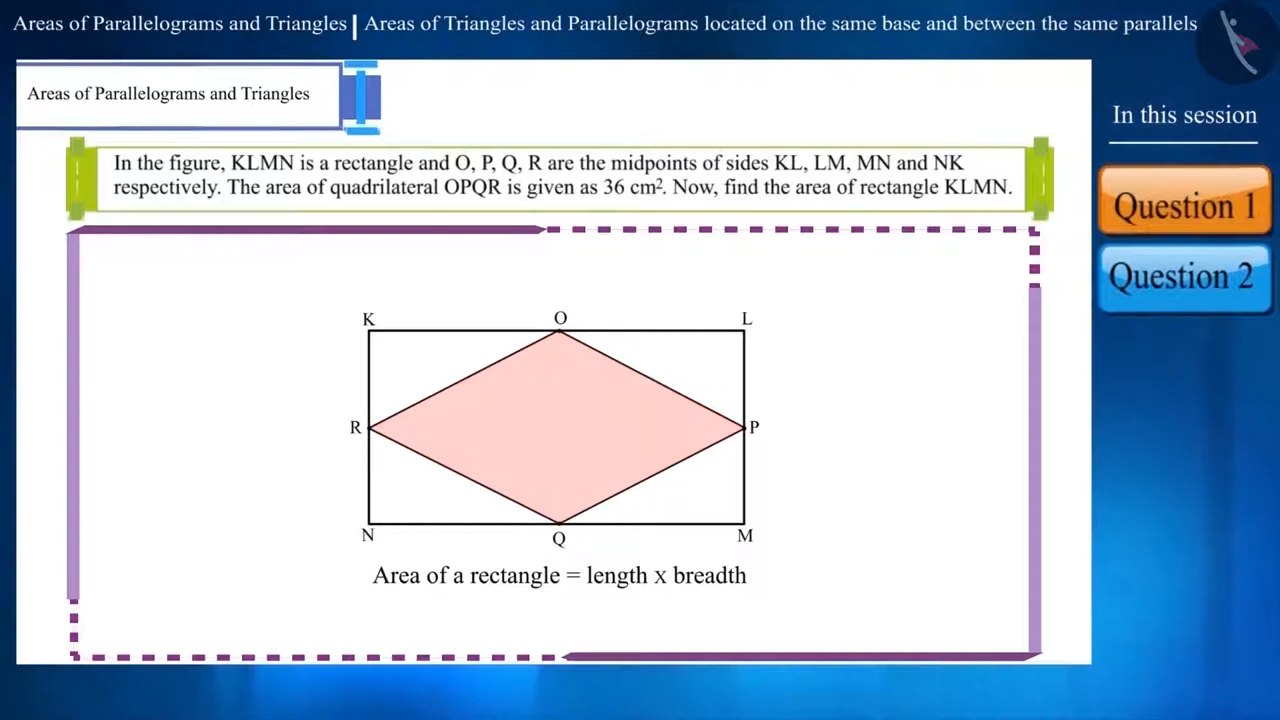 Areas of Parallelograms and Triangles | Areas of Triangles and Parallelograms located on the same base and between the same parallels
Areas of Parallelograms and Triangles
In this session
In the figure, KLMN is a rectangle and O, P, Q, R are the midpoints of sides KL, LM, MN and NK
respectively. The area of quadrilateral OPQR is given as 36 cm². Now, find the area of rectangle KLMN.
Question 1
Question 2
K O L
R P
N Q M
Area of a rectangle = length x breadth